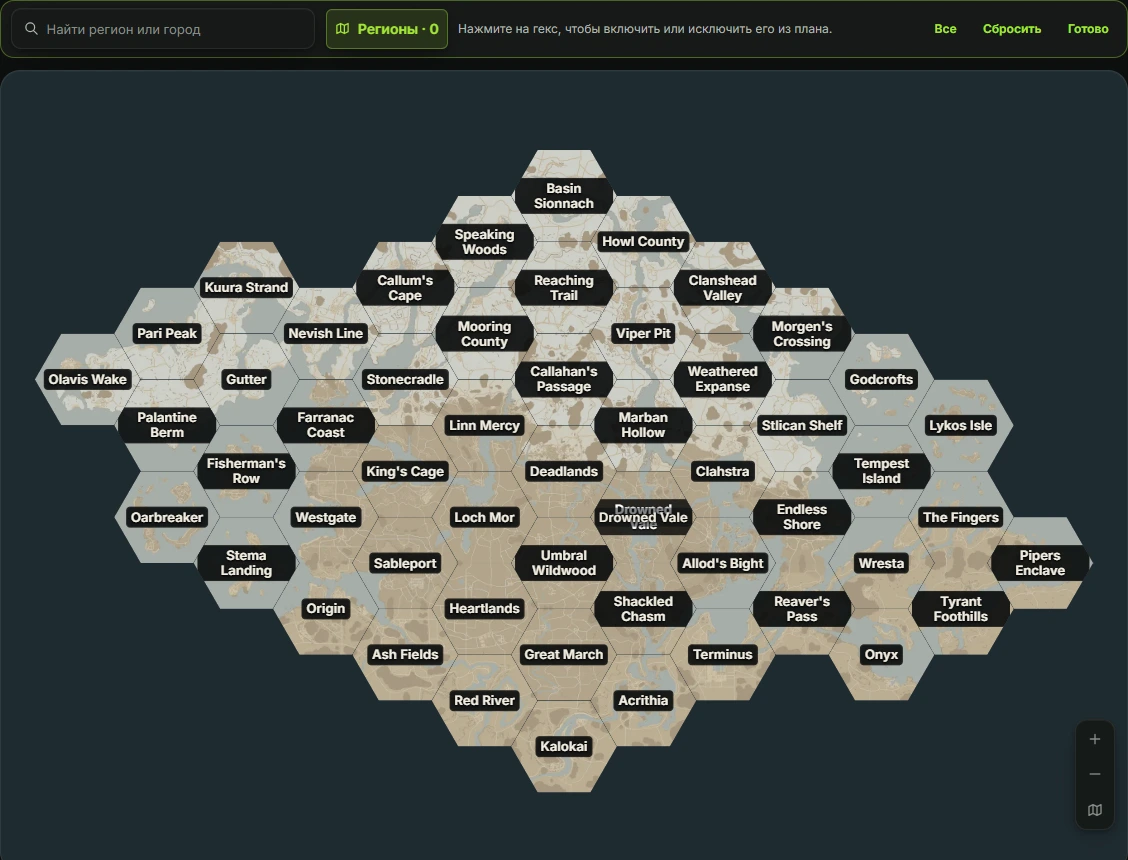 Найти регион или город
Регионы · 0
Нажмите на гекс, чтобы включить или исключить его из плана.
Все
Сбросить
Готово
Basin
Sionnach
Speaking
Woods
Howl County
Callum's
Cape
Reaching
Trail
Clanshead
Valley
Kuura Strand
Pari Peak
Nevish Line
Mooring
County
Viper Pit
Morgen's
Crossing
Olavis Wake
Gutter
Stonecradle
Callahan's
Passage
Weathered
Expanse
Godcrofts
Palantine
Berm
Farranac
Coast
Linn Mercy
Marban
Hollow
Stlican Shelf
Lykos Isle
Fisherman's
Row
King's Cage
Deadlands
Clahstra
Tempest
Island
Oarbreaker
Westgate
Loch Mor
Drowned
Vale
Drowned Vale
Endless
Shore
The Fingers
Stema
Landing
Sableport
Umbral
Wildwood
Allod's Bight
Wresta
Pipers
Enclave
Origin
Heartlands
Shackled
Chasm
Reaver's
Pass
Tyrant
Foothills
Ash Fields
Great March
Terminus
Onyx
Red River
Acrithia
Kalokai